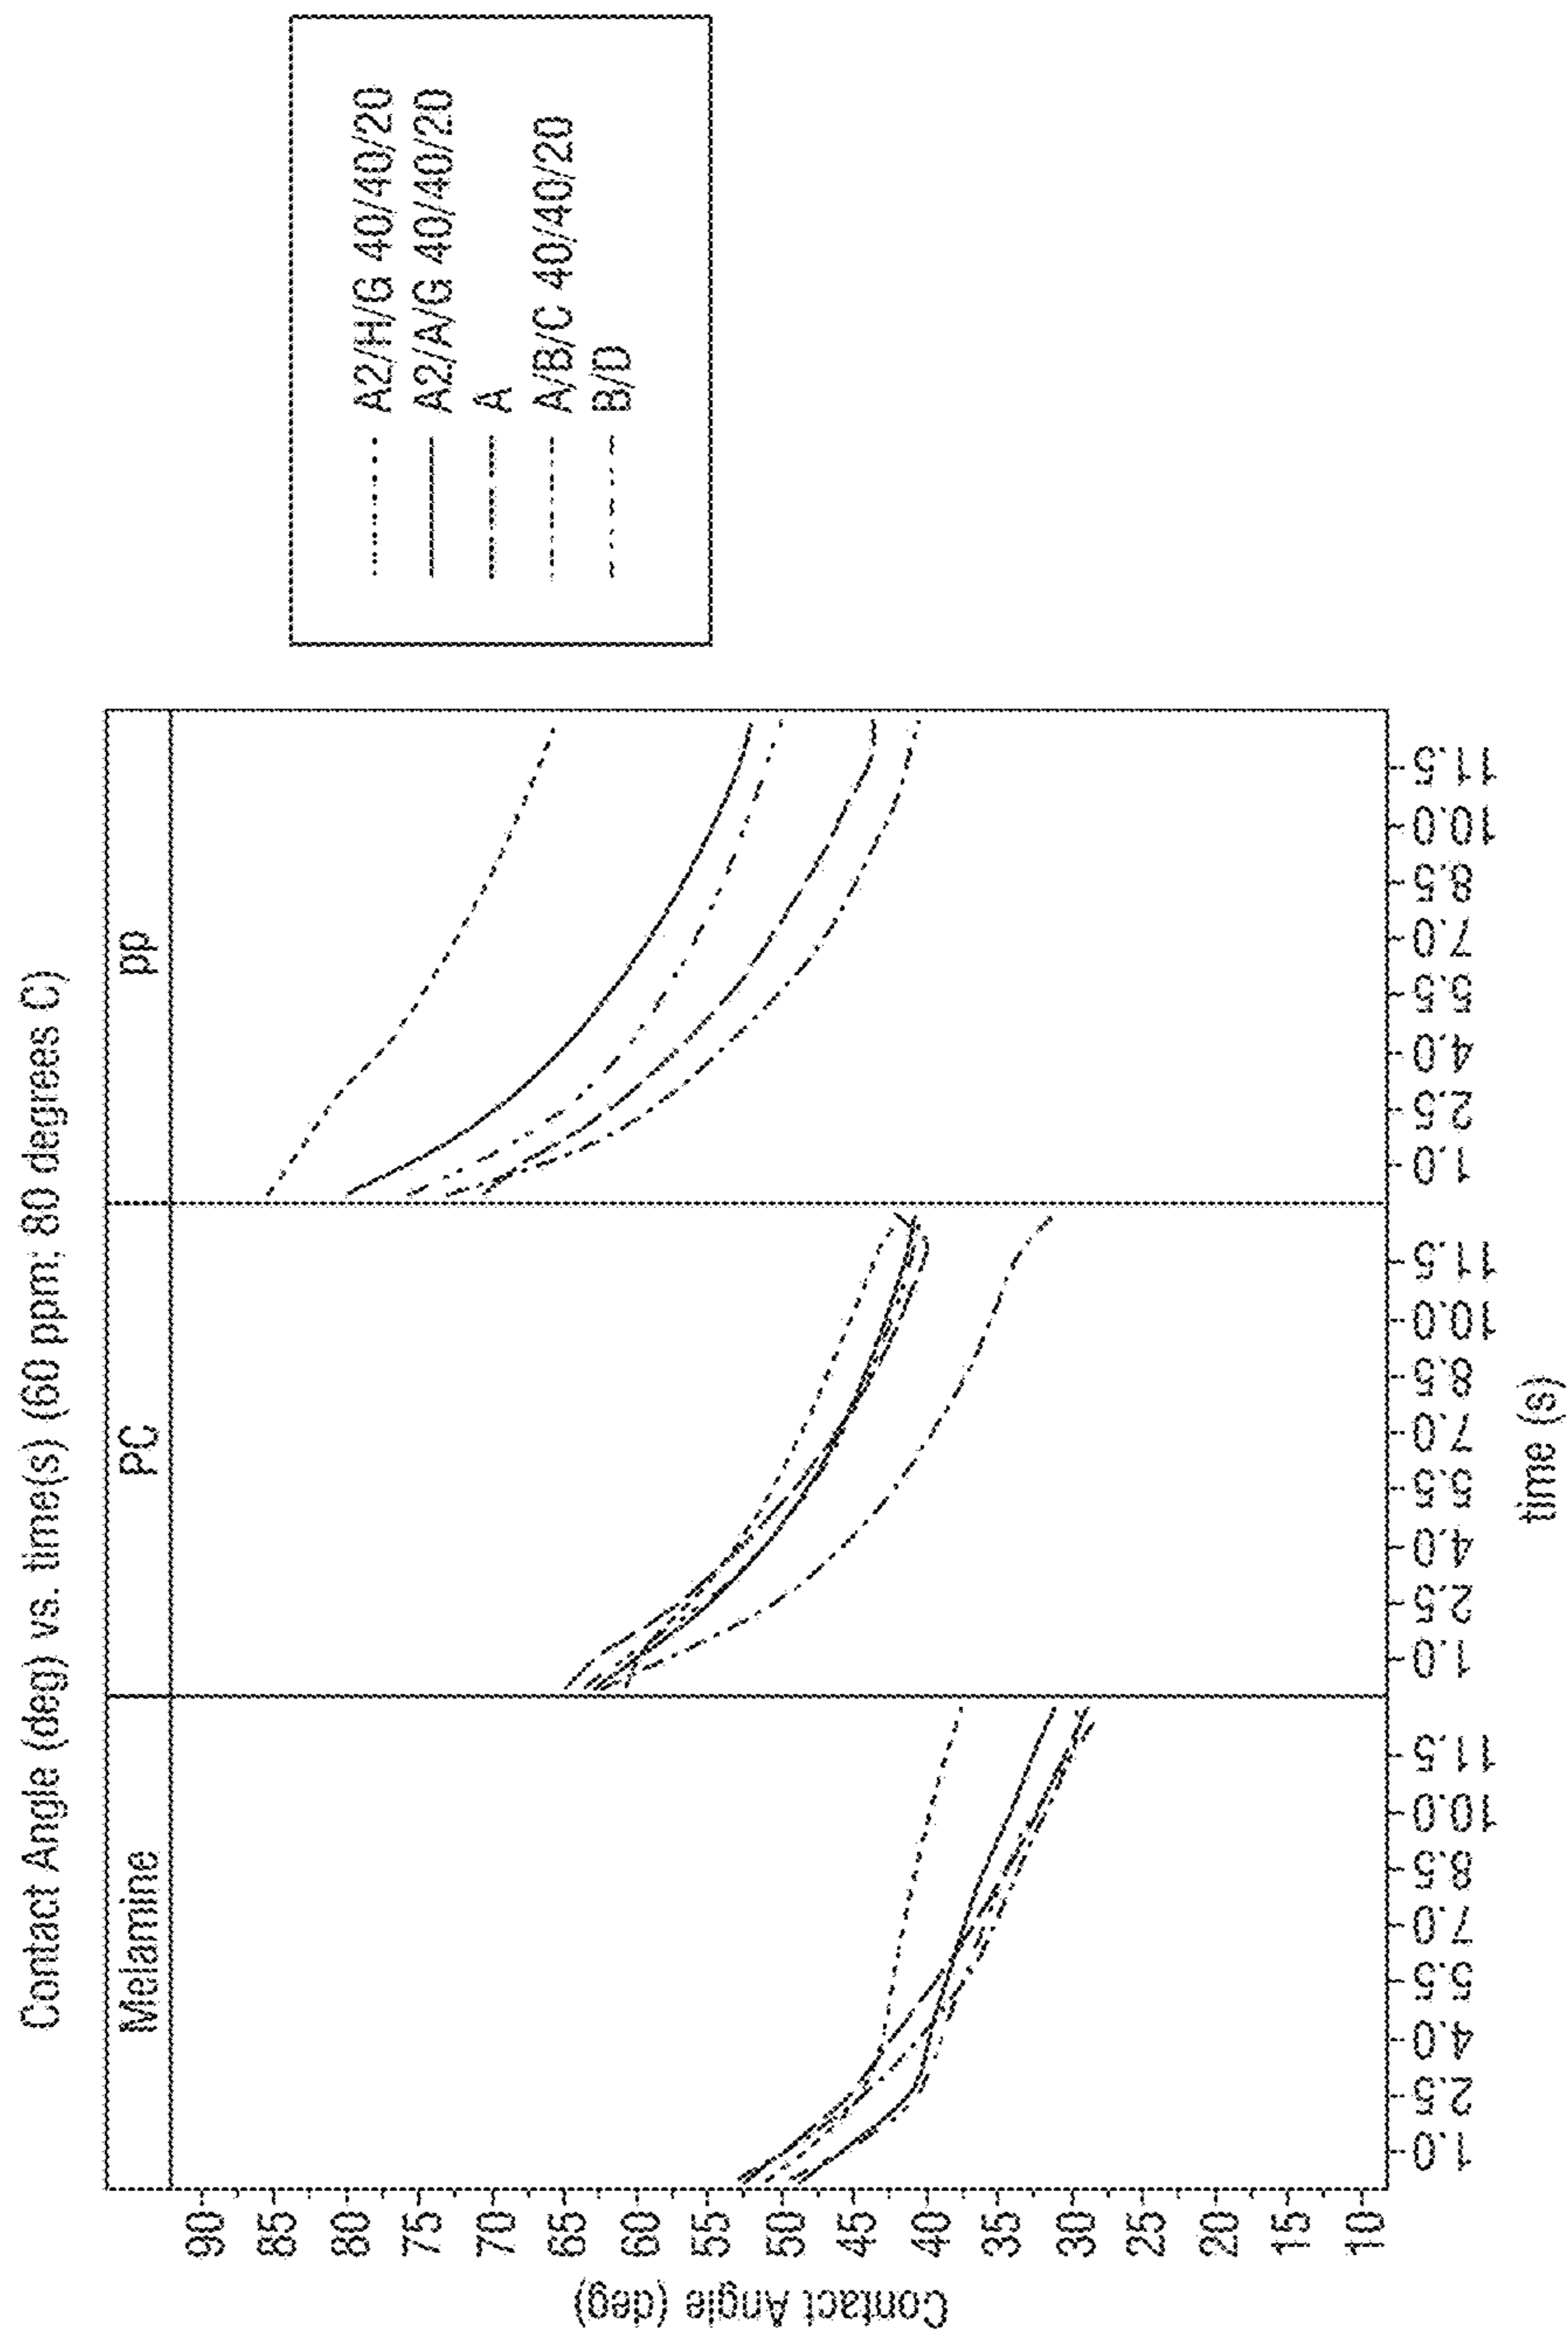 Contact Angle (deg) vs. time(s) (60 ppm; 80 degrees C)
Melamine
PC
pp
Contact Angle (deg)
90
85
80
75
70
65
60
55
50
45
40
35
30
25
20
15
10
1.0 2.5 4.0 5.5 7.0 8.5 10.0 11.5
1.0 2.5 4.0 5.5 7.0 8.5 10.0 11.5
1.0 2.5 4.0 5.5 7.0 8.5 10.0 11.5
time (s)
A2/H/G 40/40/20
A2/A/G 40/40/20
A
A/B/C 40/40/20
B/D